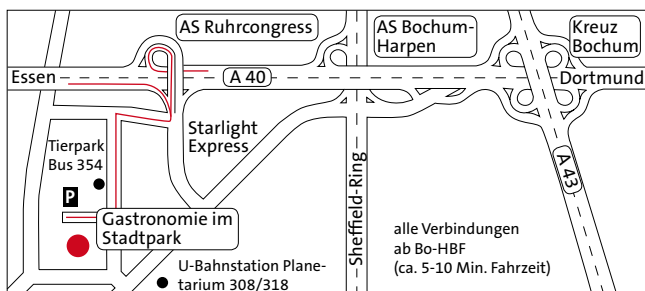 AS Ruhrcongress
AS Bochum-
Harpen
Kreuz
Bochum
Essen
A 40
Dortmund
Starlight
Express
Tierpark
Bus 354
P
A 43
Sheffield-Ring
Gastronomie im
Stadtpark
alle Verbindungen
ab Bo-HBF
(ca. 5-10 Min. Fahrzeit)
U-Bahnstation Plane-
tarium 308/318